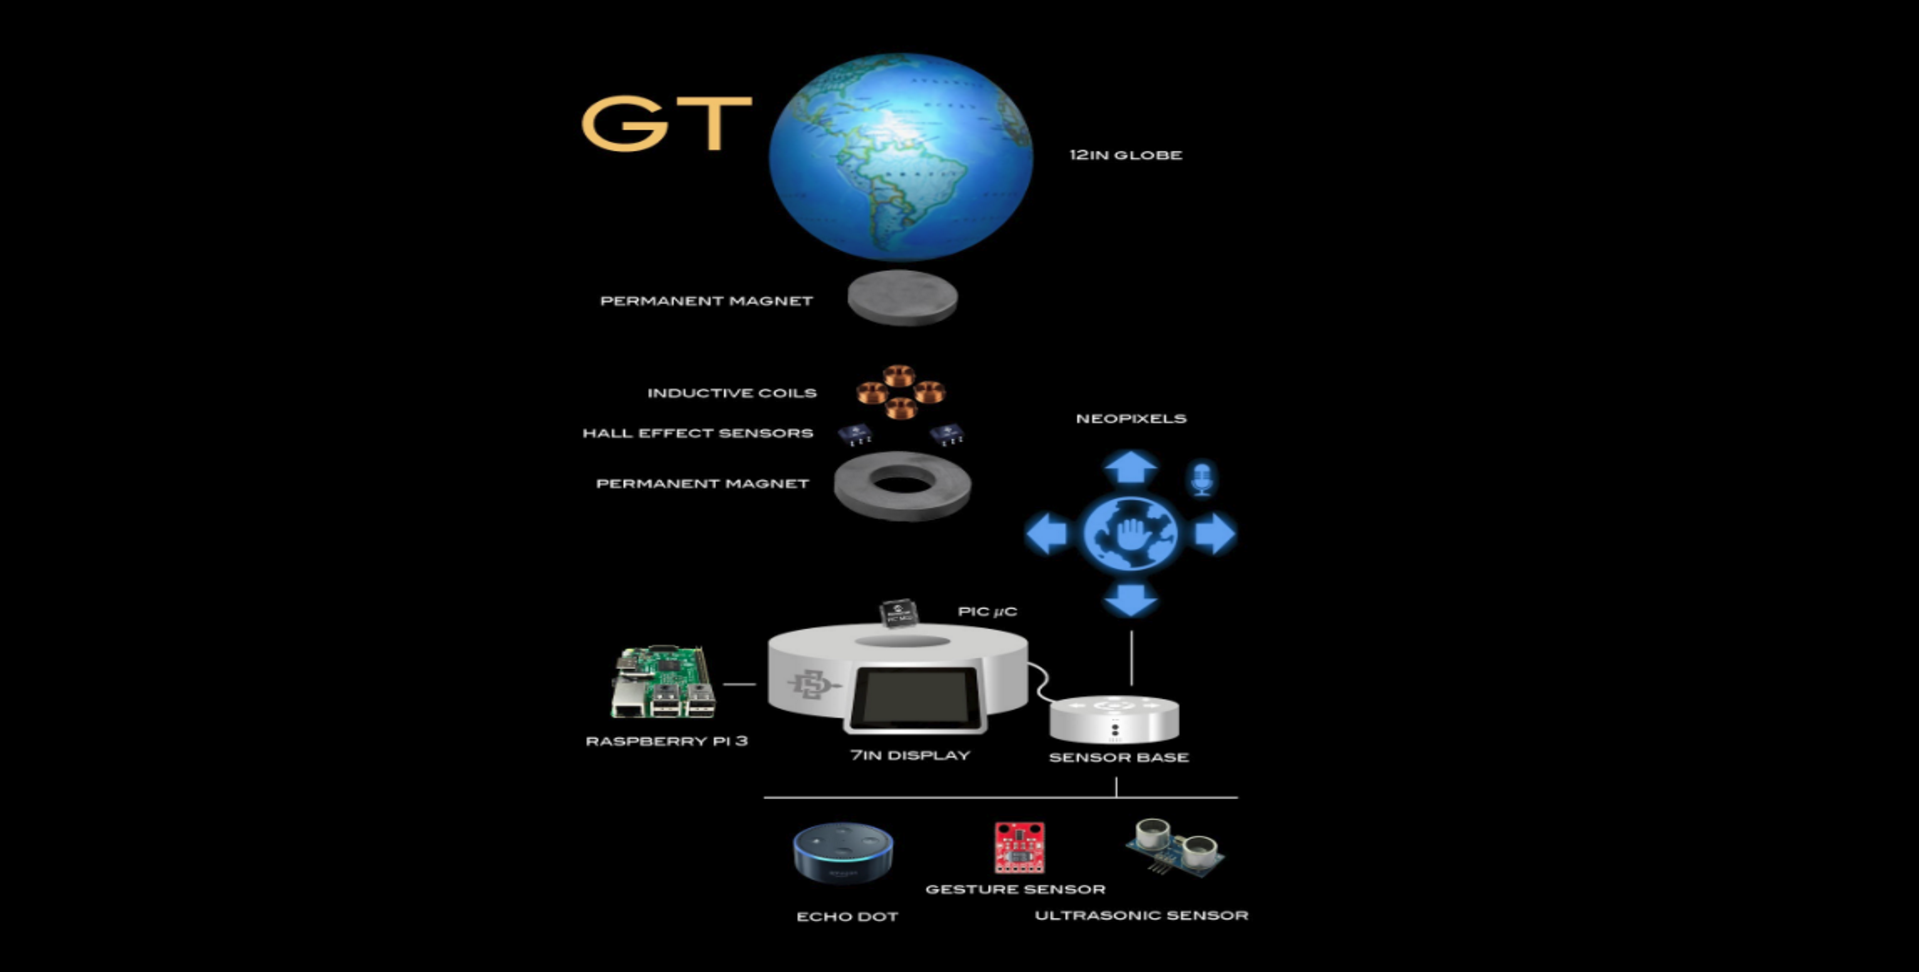 GT
12IN GLOBE
PERMANENT MAGNET
INDUCTIVE COILS
HALL EFFECT SENSORS
PERMANENT MAGNET
NEOPIXELS
PIC µC
RASPBERRY PI 3
7IN DISPLAY
SENSOR BASE
GESTURE SENSOR
ECHO DOT
ULTRASONIC SENSOR